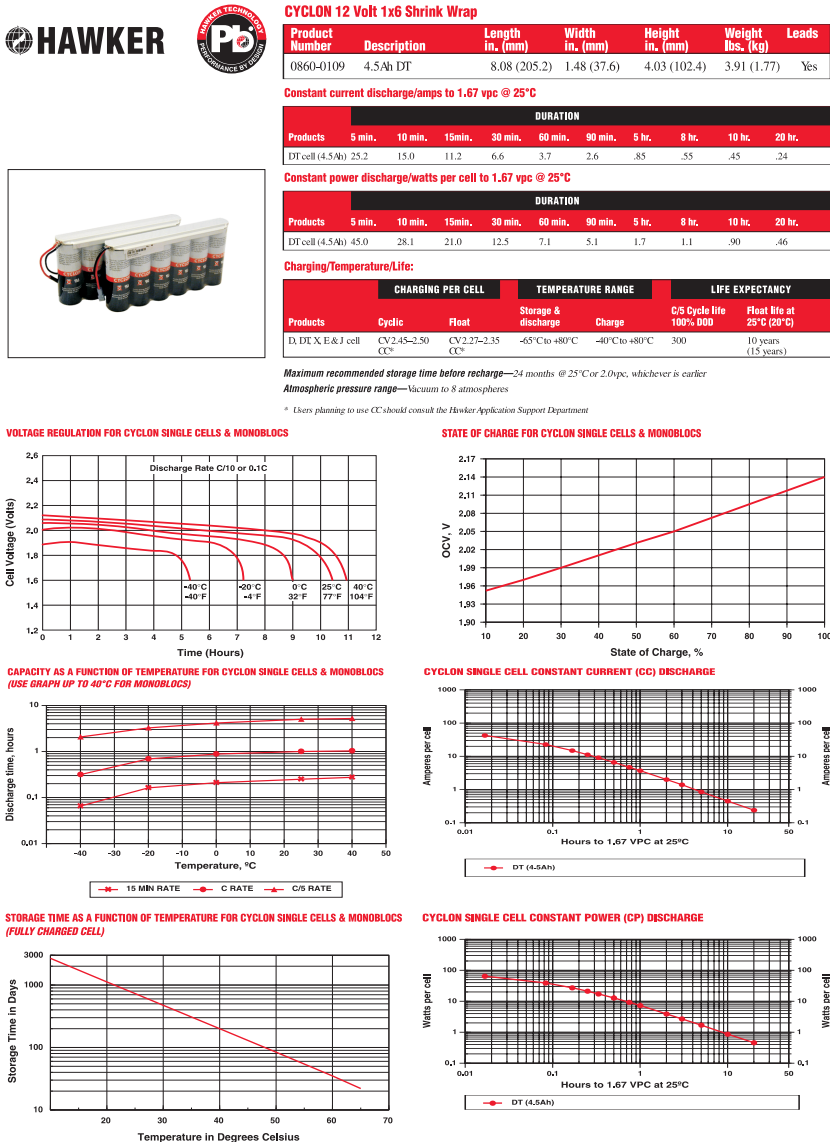 HAWKER
HAWKER TECHNOLOGY
Pb
PERFORMANCE BY DESIGN
CYCLON 12 Volt 1x6 Shrink Wrap
Product Number Description Length in. (mm) Width in. (mm) Height in. (mm) Weight lbs. (kg) Leads
0860-0109 4.5Ah DT 8.08 (205.2) 1.48 (37.6) 4.03 (102.4) 3.91 (1.77) Yes
Constant current discharge/amps to 1.67 vpc @ 25°C
DURATION
Products 5 min. 10 min. 15min. 30 min. 60 min. 90 min. 5 hr. 8 hr. 10 hr. 20 hr.
DT cell (4.5Ah) 25.2 15.0 11.2 6.6 3.7 2.6 .85 .55 .45 .24
Constant power discharge/watts per cell to 1.67 vpc @ 25°C
DURATION
Products 5 min. 10 min. 15min. 30 min. 60 min. 90 min. 5 hr. 8 hr. 10 hr. 20 hr.
DT cell (4.5Ah) 45.0 28.1 21.0 12.5 7.1 5.1 1.7 1.1 .90 .46
Charging/Temperature/Life:
CHARGING PER CELL TEMPERATURE RANGE LIFE EXPECTANCY
Products Cyclic Float Storage & discharge Charge C/5 Cycle life 100% DOD Float life at 25°C (20°C)
D, DT, X, E & J cell CV 2.45–2.50 CV 2.27–2.35 -65°C to +80°C -40°C to +80°C 300 10 years
CC* CC* (15 years)
Maximum recommended storage time before recharge—24 months @ 25°C or 2.0vpc, whichever is earlier
Atmospheric pressure range—Vacuum to 8 atmospheres
* Users planning to use CC should consult the Hawker Application Support Department
VOLTAGE REGULATION FOR CYCLON SINGLE CELLS & MONOBLOCS
Discharge Rate C/10 or 0.1C
Cell Voltage (Volts)
2.6
2.4
2.2
2.0
1.8
1.6
1.4
1.2
-40°C -20°C 0°C 25°C 40°C
-40°F -4°F 32°F 77°F 104°F
0 1 2 3 4 5 6 7 8 9 10 11 12
Time (Hours)
STATE OF CHARGE FOR CYCLON SINGLE CELLS & MONOBLOCS
OCV, V
2.17
2.14
2.11
2.08
2.05
2.02
1.99
1.96
1.93
1.90
10 20 30 40 50 60 70 80 90 100
State of Charge, %
CAPACITY AS A FUNCTION OF TEMPERATURE FOR CYCLON SINGLE CELLS & MONOBLOCS
(USE GRAPH UP TO 40°C FOR MONOBLOCS)
Discharge time, hours
10
1
0.1
0.01
-40 -30 -20 -10 0 10 20 30 40 50
Temperature, ºC
15 MIN RATE C RATE C/5 RATE
CYCLON SINGLE CELL CONSTANT CURRENT (CC) DISCHARGE
Amperes per cell
1000 1000
100 100
10 10
1 1
0.1 0.1
0.01 0.1 1 10 50
Hours to 1.67 VPC at 25ºC
Amperes per cell
DT (4.5Ah)
STORAGE TIME AS A FUNCTION OF TEMPERATURE FOR CYCLON SINGLE CELLS & MONOBLOCS
(FULLY CHARGED CELL)
Storage Time in Days
3000
1000
100
10
20 30 40 50 60 70
Temperature in Degrees Celsius
CYCLON SINGLE CELL CONSTANT POWER (CP) DISCHARGE
Watts per cell
1000 1000
100 100
10 10
1 1
0.1 0.1
0.01 0.1 1 10 50
Hours to 1.67 VPC at 25ºC
Watts per cell
DT (4.5Ah)